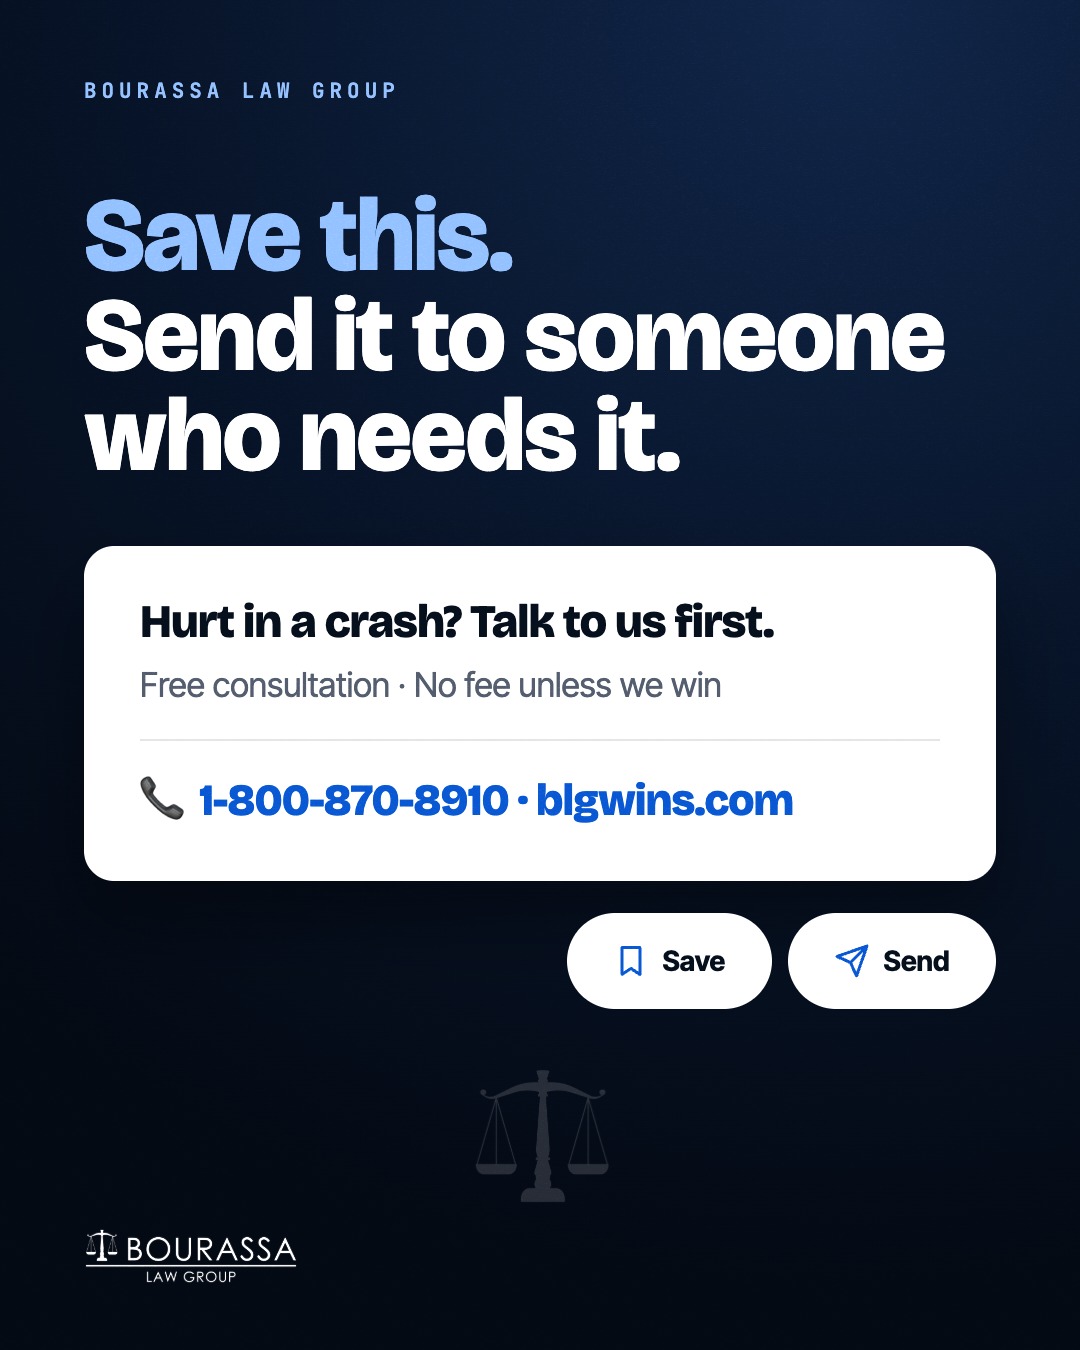 BOURASSA LAW GROUP
Save this.
Send it to someone
who needs it.
Hurt in a crash? Talk to us first.
Free consultation · No fee unless we win
1-800-870-8910 · blgwins.com
Save
Send
BOURASSA
LAW GROUP